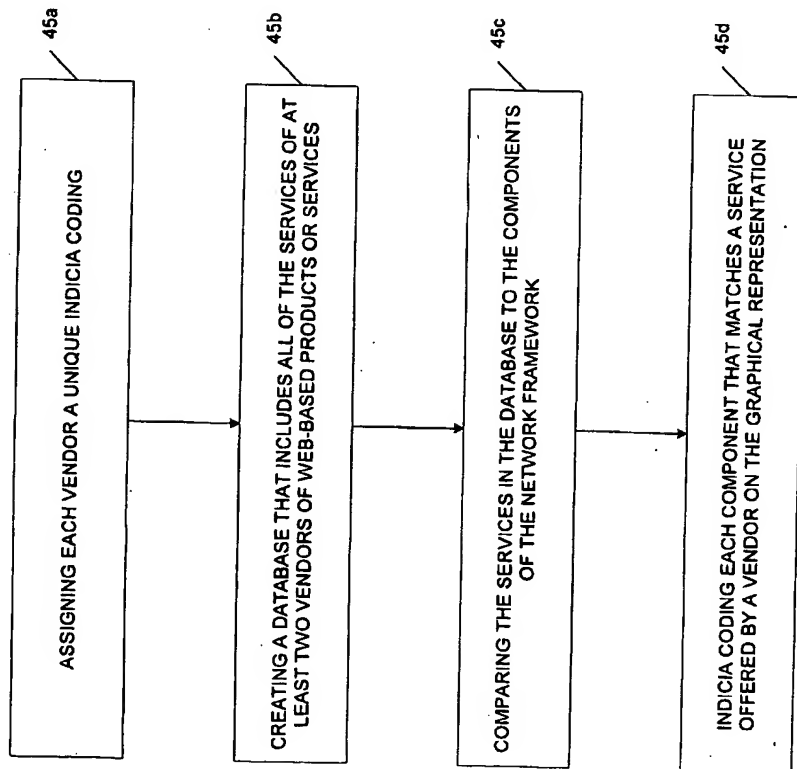 45a
ASSIGNING EACH VENDOR A UNIQUE INDICIA CODING
45b
CREATING A DATABASE THAT INCLUDES ALL OF THE SERVICES OF AT
LEAST TWO VENDORS OF WEB-BASED PRODUCTS OR SERVICES
45c
COMPARING THE SERVICES IN THE DATABASE TO THE COMPONENTS
OF THE NETWORK FRAMEWORK
45d
INDICIA CODING EACH COMPONENT THAT MATCHES A SERVICE
OFFERED BY A VENDOR ON THE GRAPHICAL REPRESENTATION